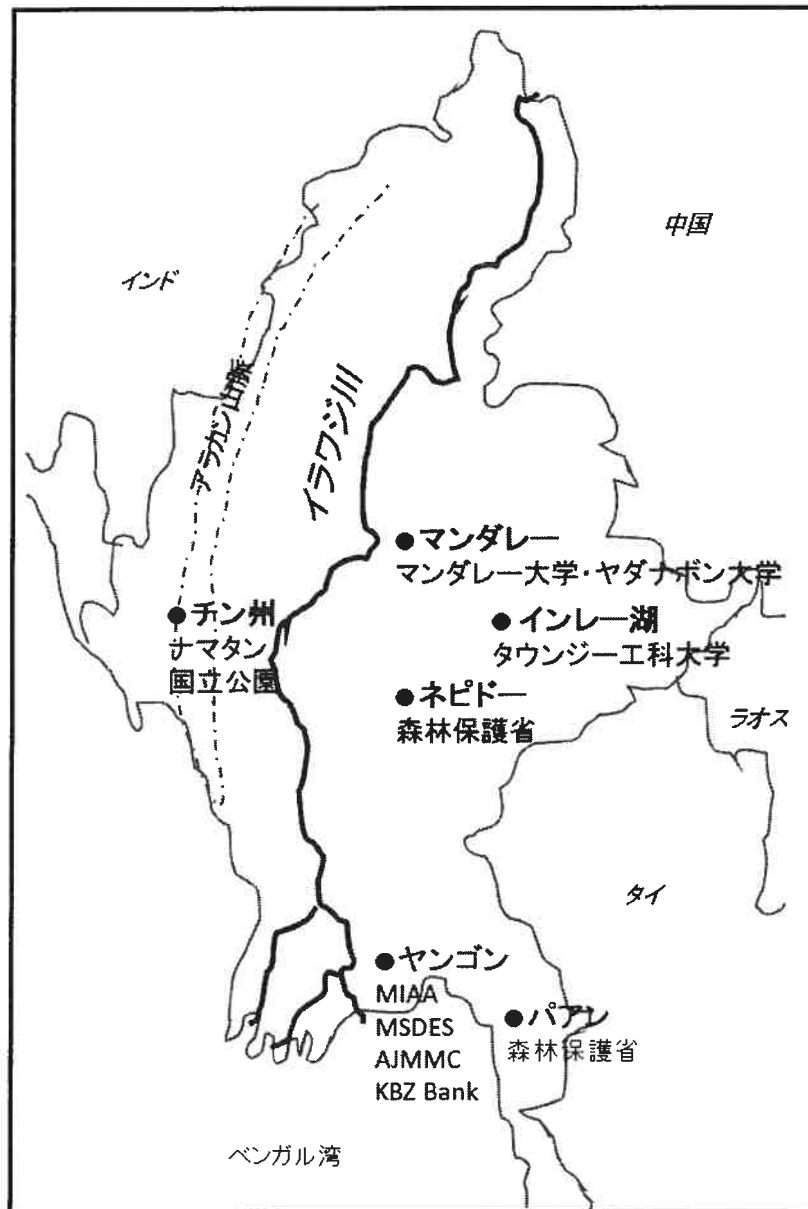 中国
インド
アラカン山脈
イラワジ川
●マンダレー
マンダレー大学・ヤダナボン大学
●チン州
ナマタン
国立公園
●インレー湖
タウンジー工科大学
●ネピドー
森林保護省
ラオス
タイ
●ヤンゴン
MIAA
MSDES
AJMMC
KBZ Bank
●パアン
森林保護省
ベンガル湾